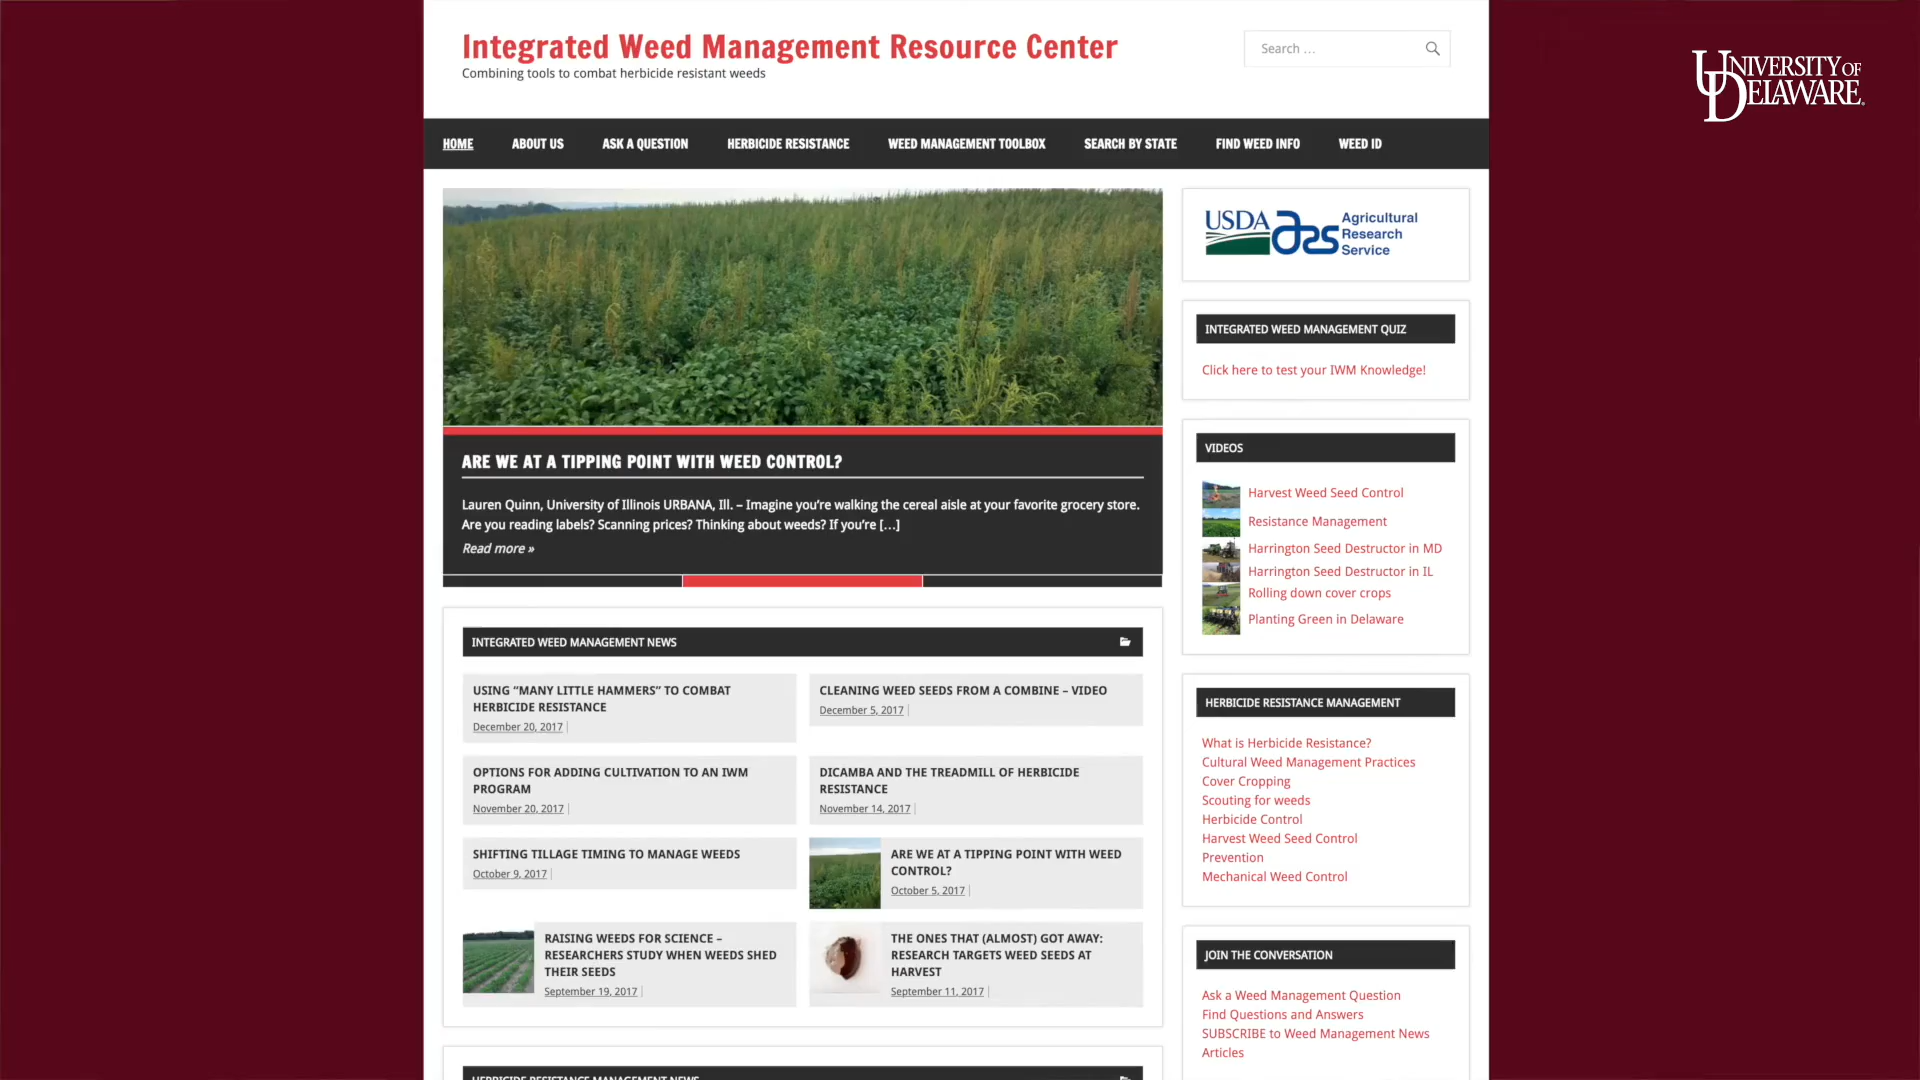 Integrated Weed Management Resource Center
Combining tools to combat herbicide resistant weeds
Search …
UNIVERSITY OF
DELAWARE.
HOME
ABOUT US
ASK A QUESTION
HERBICIDE RESISTANCE
WEED MANAGEMENT TOOLBOX
SEARCH BY STATE
FIND WEED INFO
WEED ID
ARE WE AT A TIPPING POINT WITH WEED CONTROL?
Lauren Quinn, University of Illinois URBANA, Ill. – Imagine you’re walking the cereal aisle at your favorite grocery store.
Are you reading labels? Scanning prices? Thinking about weeds? If you’re […]
Read more »
INTEGRATED WEED MANAGEMENT NEWS
USING “MANY LITTLE HAMMERS” TO COMBAT
HERBICIDE RESISTANCE
December 20, 2017
CLEANING WEED SEEDS FROM A COMBINE – VIDEO
December 5, 2017
OPTIONS FOR ADDING CULTIVATION TO AN IWM
PROGRAM
November 20, 2017
DICAMBA AND THE TREADMILL OF HERBICIDE
RESISTANCE
November 14, 2017
SHIFTING TILLAGE TIMING TO MANAGE WEEDS
October 9, 2017
ARE WE AT A TIPPING POINT WITH WEED
CONTROL?
October 5, 2017
RAISING WEEDS FOR SCIENCE –
RESEARCHERS STUDY WHEN WEEDS SHED
THEIR SEEDS
September 19, 2017
THE ONES THAT (ALMOST) GOT AWAY:
RESEARCH TARGETS WEED SEEDS AT
HARVEST
September 11, 2017
HERBICIDE RESISTANCE MANAGEMENT NEWS
USDA ars
Agricultural
Research
Service
INTEGRATED WEED MANAGEMENT QUIZ
Click here to test your IWM Knowledge!
VIDEOS
Harvest Weed Seed Control
Resistance Management
Harrington Seed Destructor in MD
Harrington Seed Destructor in IL
Rolling down cover crops
Planting Green in Delaware
HERBICIDE RESISTANCE MANAGEMENT
What is Herbicide Resistance?
Cultural Weed Management Practices
Cover Cropping
Scouting for weeds
Herbicide Control
Harvest Weed Seed Control
Prevention
Mechanical Weed Control
JOIN THE CONVERSATION
Ask a Weed Management Question
Find Questions and Answers
SUBSCRIBE to Weed Management News
Articles